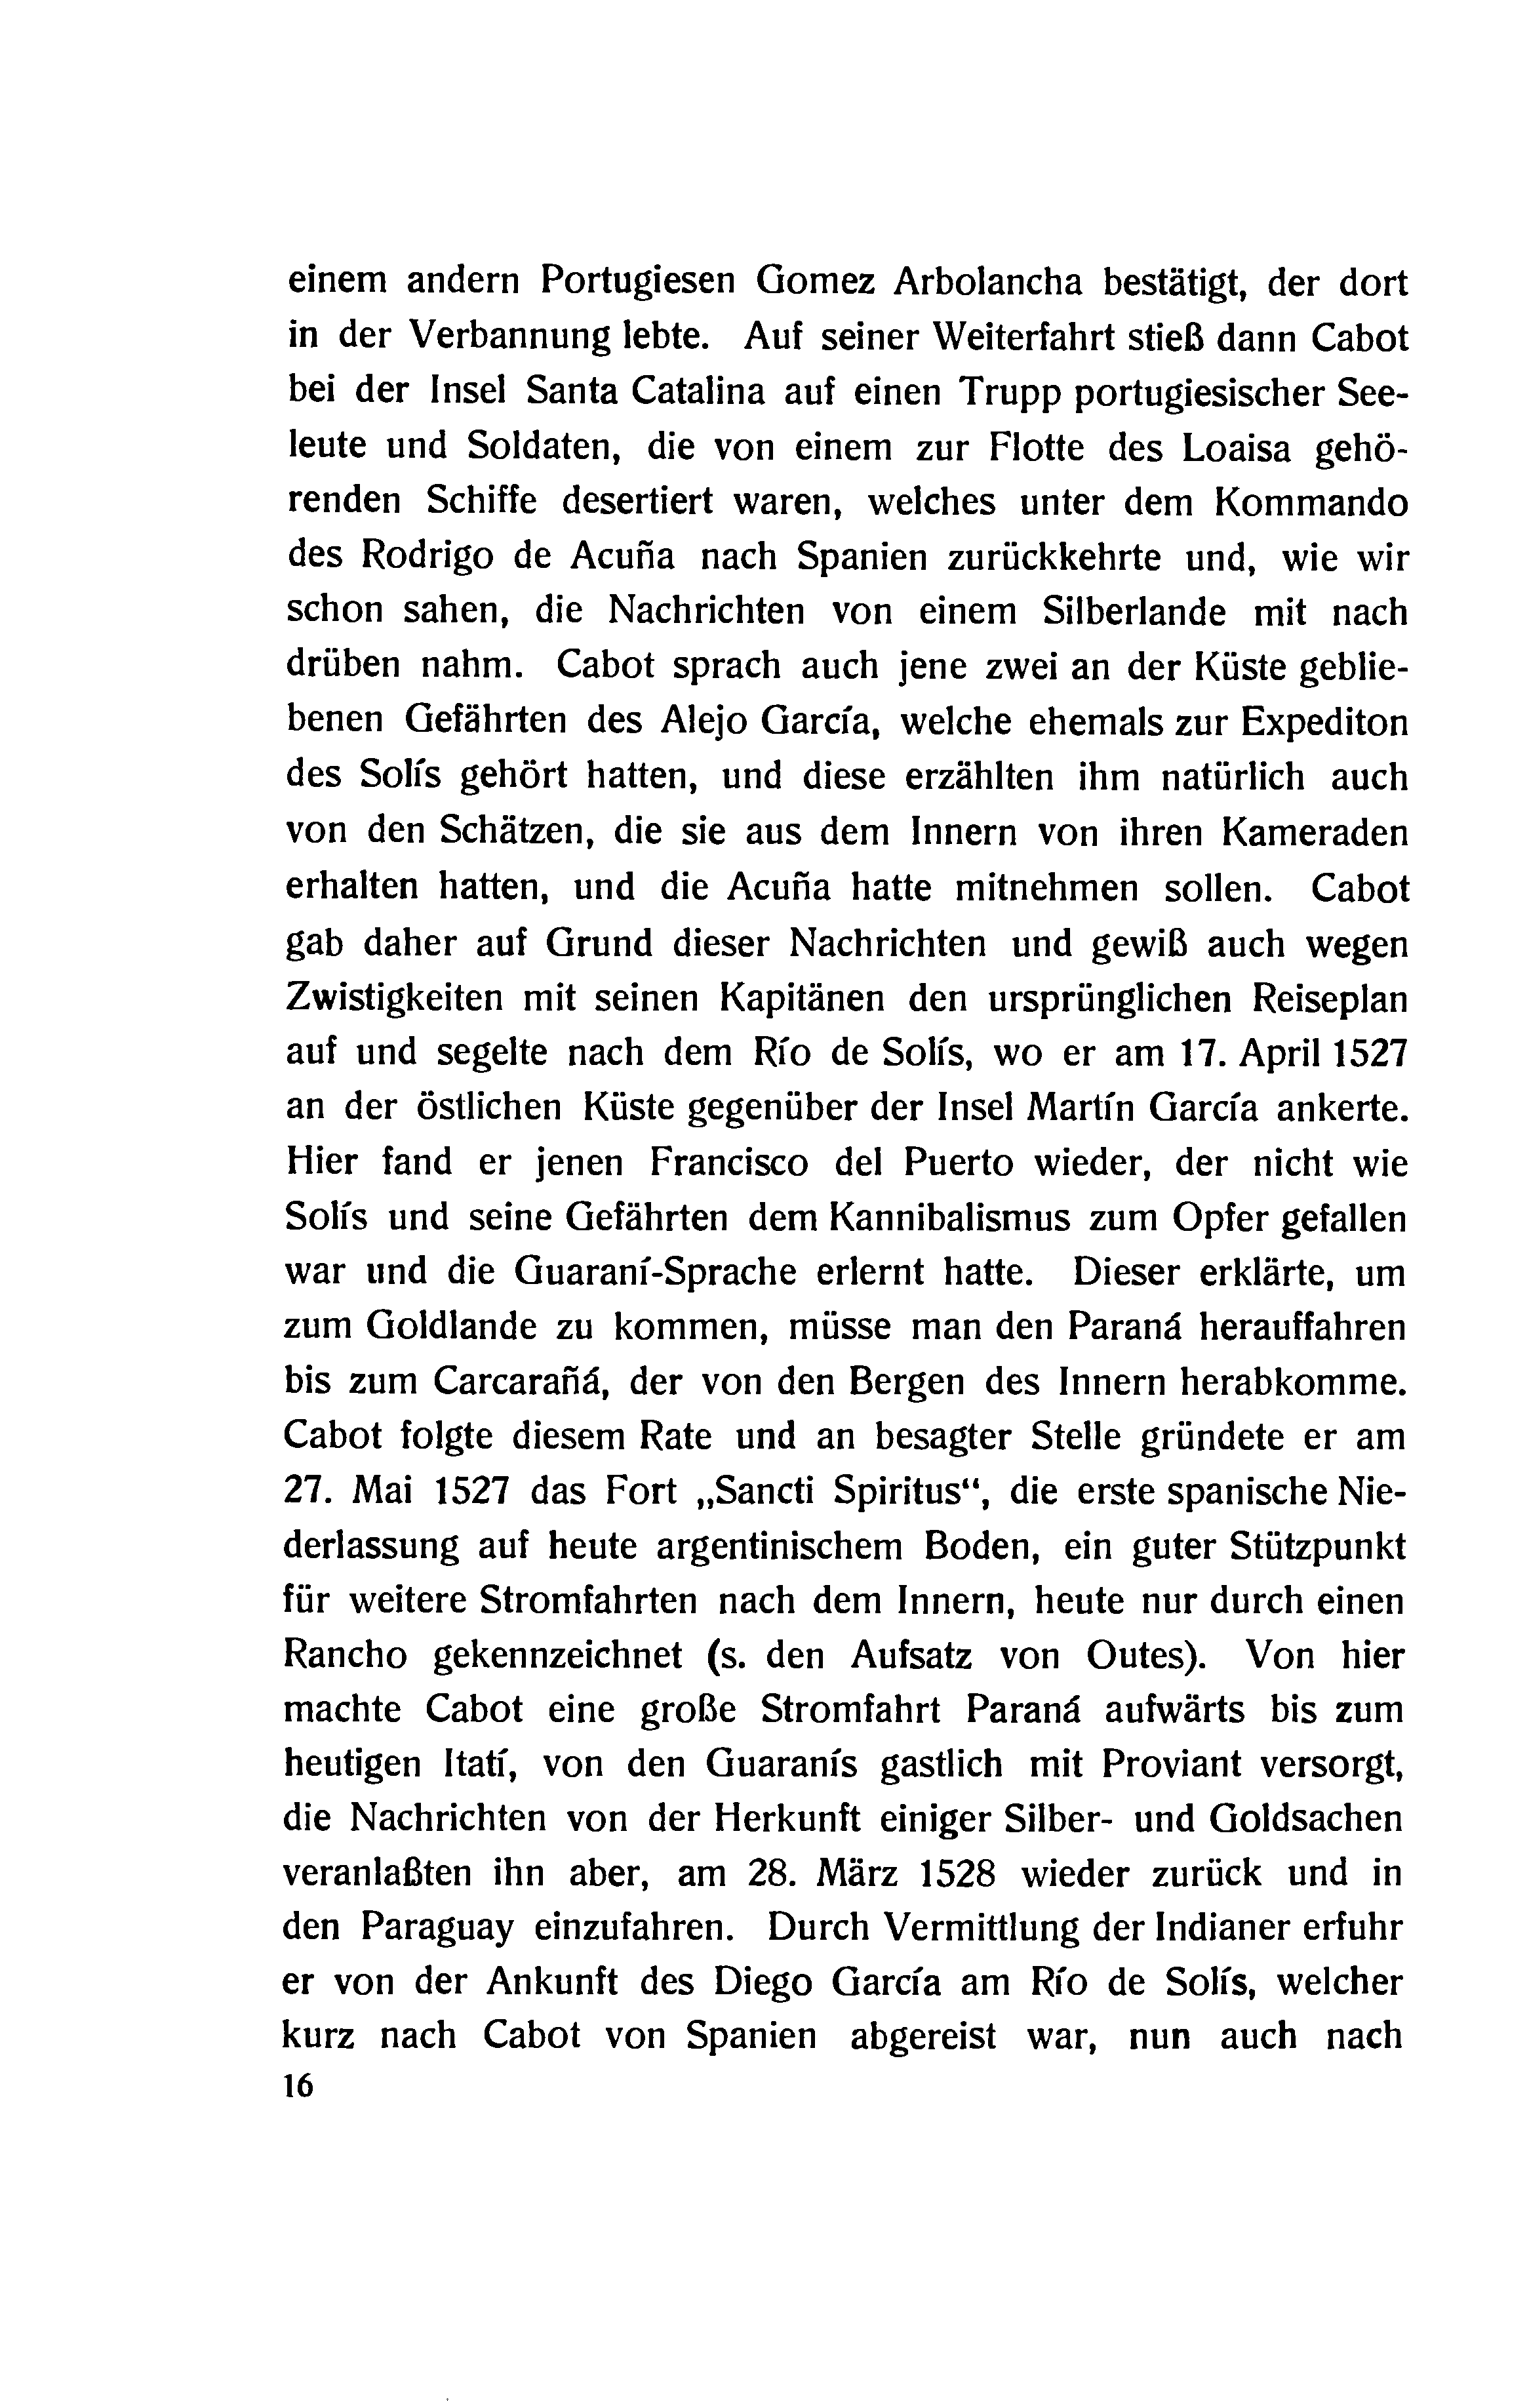 einem andern Portugiesen Gomez Arbolancha bestätigt, der dort
in der Verbannung lebte. Auf seiner Weiterfahrt stieß dann Cabot
bei der Insel Santa Catalina auf einen Trupp portugiesischer See-
leute und Soldaten, die von einem zur Flotte des Loaisa gehö-
renden Schiffe desertiert waren, welches unter dem Kommando
des Rodrigo de Acuña nach Spanien zurückkehrte und, wie wir
schon sahen, die Nachrichten von einem Silberlande mit nach
drüben nahm. Cabot sprach auch jene zwei an der Küste geblie-
benen Gefährten des Alejo García, welche ehemals zur Expediton
des Solís gehört hatten, und diese erzählten ihm natürlich auch
von den Schätzen, die sie aus dem Innern von ihren Kameraden
erhalten hatten, und die Acuña hatte mitnehmen sollen. Cabot
gab daher auf Grund dieser Nachrichten und gewiß auch wegen
Zwistigkeiten mit seinen Kapitänen den ursprünglichen Reiseplan
auf und segelte nach dem Río de Solís, wo er am 17. April 1527
an der östlichen Küste gegenüber der Insel Martín García ankerte.
Hier fand er jenen Francisco del Puerto wieder, der nicht wie
Solís und seine Gefährten dem Kannibalismus zum Opfer gefallen
war und die Guaraní-Sprache erlernt hatte. Dieser erklärte, um
zum Goldlande zu kommen, müsse man den Paraná herauffahren
bis zum Carcarañá, der von den Bergen des Innern herabkomme.
Cabot folgte diesem Rate und an besagter Stelle gründete er am
27. Mai 1527 das Fort „Sancti Spiritus“, die erste spanische Nie-
derlassung auf heute argentinischem Boden, ein guter Stützpunkt
für weitere Stromfahrten nach dem Innern, heute nur durch einen
Rancho gekennzeichnet (s. den Aufsatz von Outes). Von hier
machte Cabot eine große Stromfahrt Paraná aufwärts bis zum
heutigen Itatí, von den Guaranís gastlich mit Proviant versorgt,
die Nachrichten von der Herkunft einiger Silber- und Goldsachen
veranlaßten ihn aber, am 28. März 1528 wieder zurück und in
den Paraguay einzufahren. Durch Vermittlung der Indianer erfuhr
er von der Ankunft des Diego García am Río de Solís, welcher
kurz nach Cabot von Spanien abgereist war, nun auch nach
16